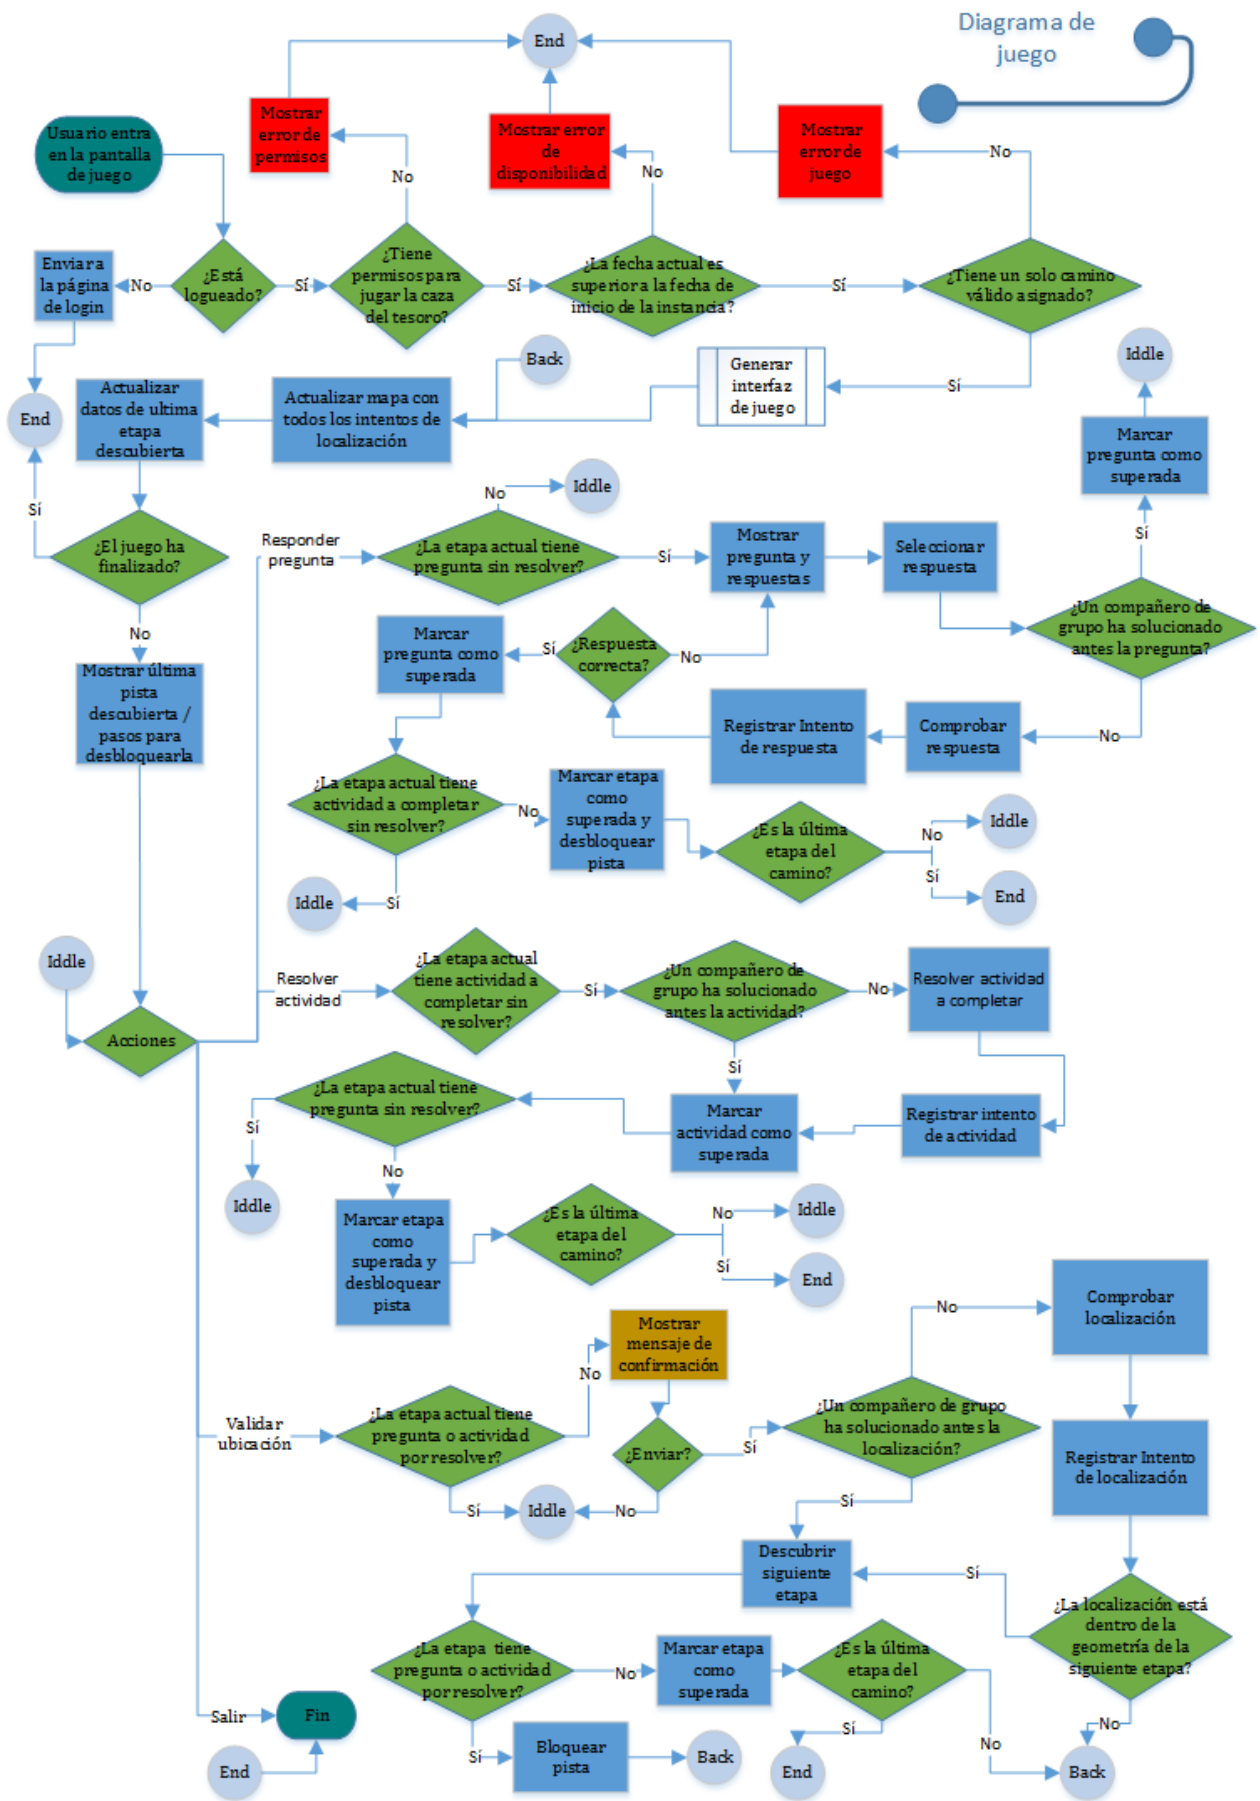 Diagrama de
juego
End
Mostrar
error de
permisos
Mostrar error
de
disponibilidad
Mostrar
error de
juego
Usuario entra
en la pantalla
de juego
No
No
No
Enviar a
la página
de login
No
¿Está
logueado?
Sí
¿Tiene
permisos para
jugar la caza
del tesoro?
Sí
¿La fecha actual es
superior a la fecha de
inicio de la instancia?
Sí
¿Tiene un solo camino
válido asignado?
Sí
Iddle
Back
Generar
interfaz
de juego
Actualizar mapa con
todos los intentos de
localización
Actualizar
datos de ultima
etapa
descubierta
End
Marcar
pregunta como
superada
Sí
Sí
¿El juego ha
finalizado?
No
Responder
pregunta
No
Iddle
¿La etapa actual tiene
pregunta sin resolver?
Sí
Mostrar
pregunta y
respuestas
Seleccionar
respuesta
¿Un compañero de
grupo ha solucionado
antes la pregunta?
Mostrar última
pista
descubierta /
pasos para
desbloquearla
Marcar
pregunta como
superada
Sí
¿Respuesta
correcta?
No
Registrar Intento
de respuesta
Comprobar
respuesta
No
¿La etapa actual tiene
actividad a completar
sin resolver?
No
Marcar etapa
como
superada y
desbloquear
pista
¿Es la última
etapa del
camino?
No
Iddle
Sí
End
Iddle
Sí
Iddle
Acciones
Resolver
actividad
¿La etapa actual
tiene actividad a
completar sin
resolver?
Sí
¿Un compañero de
grupo ha solucionado
antes la actividad?
No
Resolver actividad
a completar
Sí
¿La etapa actual tiene
pregunta sin resolver?
Marcar
actividad como
superada
Registrar intento
de actividad
Sí
Iddle
No
Marcar etapa
como
superada y
desbloquear
pista
¿Es la última
etapa del
camino?
No
Iddle
Sí
End
Mostrar
mensaje de
confirmación
No
Comprobar
localización
No
Validar
ubicación
¿La etapa actual tiene
pregunta o actividad
por resolver?
¿Enviar?
Sí
¿Un compañero de grupo
ha solucionado antes la
localización?
Registrar Intento
de localización
Sí
Iddle
No
Sí
Descubrir
siguiente
etapa
Sí
¿La localización está
dentro de la
geometría de la
siguiente etapa?
¿La etapa tiene
pregunta o actividad
por resolver?
No
Marcar etapa
como
superada
¿Es la última
etapa del
camino?
Salir
Fin
End
Sí
Bloquear
pista
Back
Sí
End
No
No
Back